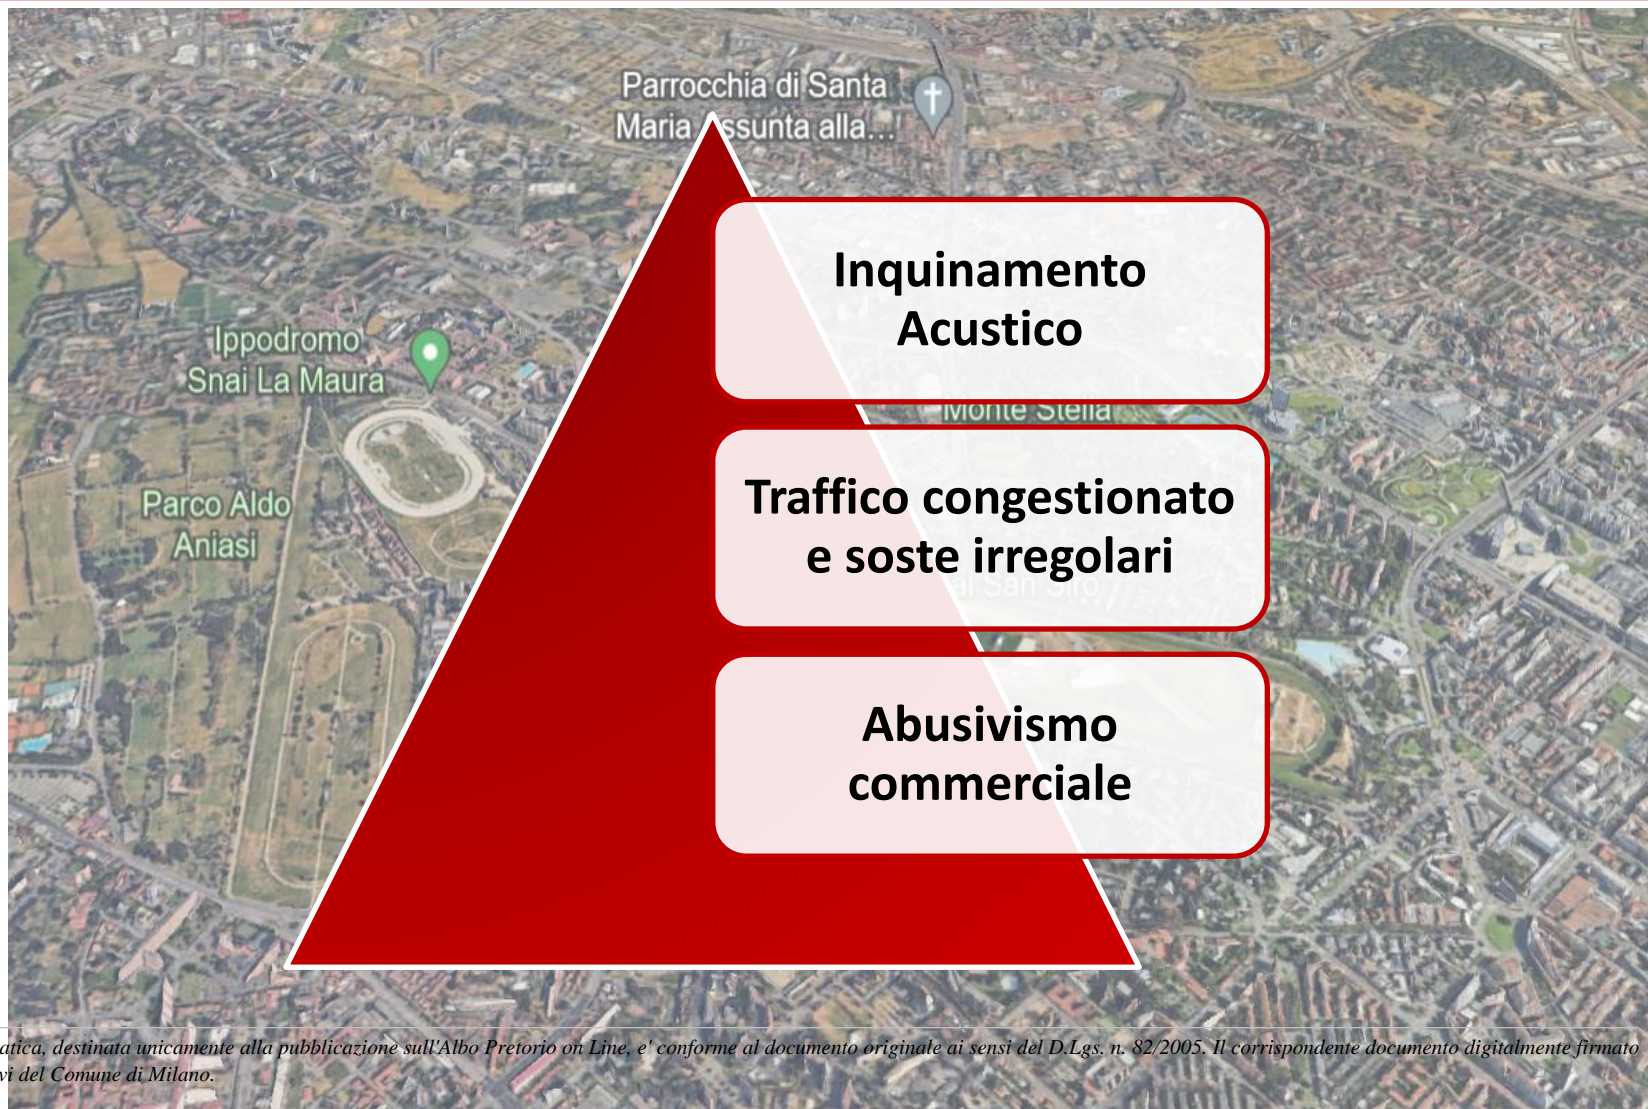 Parrocchia di Santa
Maria Assunta alla...
Inquinamento
Acustico
Ippodromo
Snai La Maura
Monte Stella
Traffico congestionato
e soste irregolari
Parco Aldo
Aniasi
San Siro
Abusivismo
commerciale
atica, destinata unicamente alla pubblicazione sull'Albo Pretorio on Line, e' conforme al documento originale ai sensi del D.Lgs. n. 82/2005. Il corrispondente documento digitalmente firmato
vi del Comune di Milano.